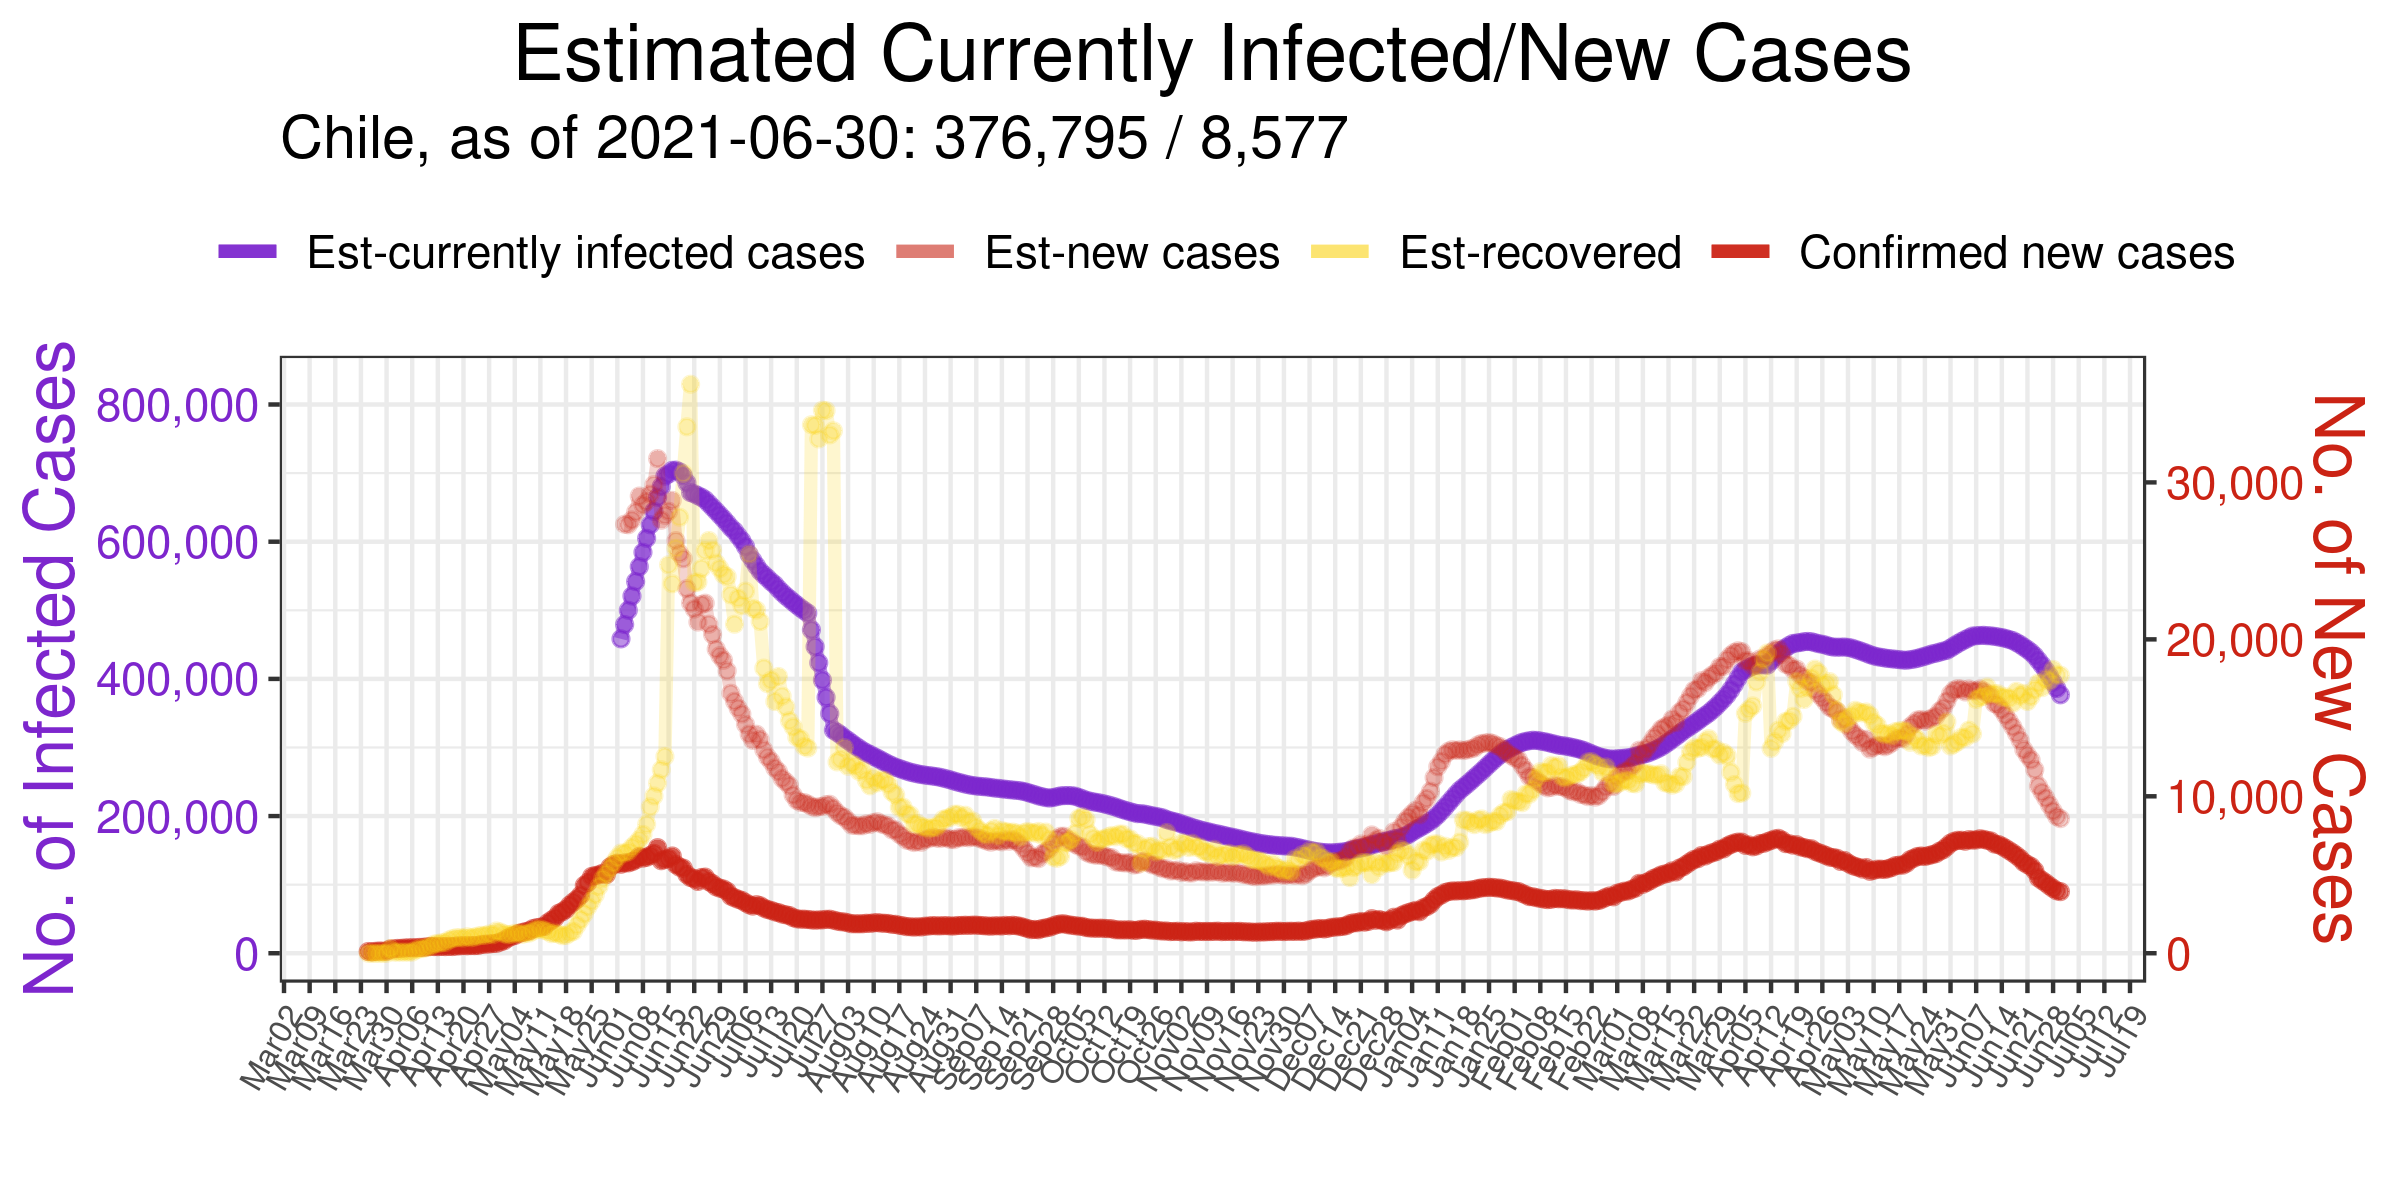 Estimated Currently Infected/New Cases
Chile, as of 2021-06-30: 376,795 / 8,577
Est-currently infected cases Est-new cases Est-recovered Confirmed new cases
No. of Infected Cases
800,000
600,000
400,000
200,000
0
30,000
20,000
10,000
0
No. of New Cases
Mar02 Mar09 Mar16 Mar23 Mar30 Apr06 Apr13 Apr20 Apr27 May04 May11 May18 May25 Jun01 Jun08 Jun15 Jun22 Jun29 Jul06 Jul13 Jul20 Jul27 Aug03 Aug10 Aug17 Aug24 Aug31 Sep07 Sep14 Sep21 Sep28 Oct05 Oct12 Oct19 Oct26 Nov02 Nov09 Nov16 Nov23 Nov30 Dec07 Dec14 Dec21 Dec28 Jan04 Jan11 Jan18 Jan25 Feb01 Feb08 Feb15 Feb22 Mar01 Mar08 Mar15 Mar22 Mar29 Apr05 Apr12 Apr19 Apr26 May03 May10 May17 May24 May31 Jun07 Jun14 Jun21 Jun28 Jul05 Jul12 Jul19